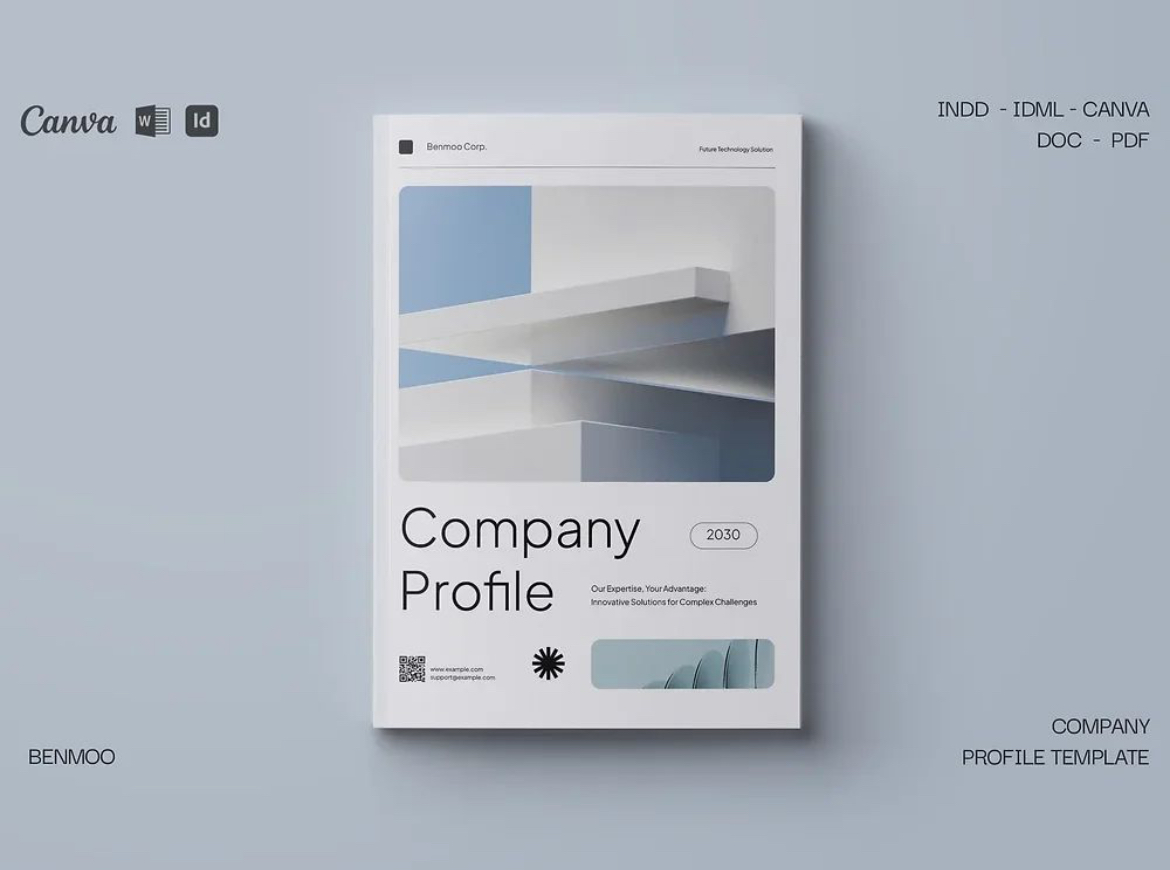 Canva
W
Id
INDD - IDML - CANVA
DOC - PDF
Benmoo Corp.
Future Technology Solution
Company
Profile
2030
Our Expertise, Your Advantage:
Innovative Solutions for Complex Challenges
www.example.com
support@example.com
BENMOO
COMPANY
PROFILE TEMPLATE